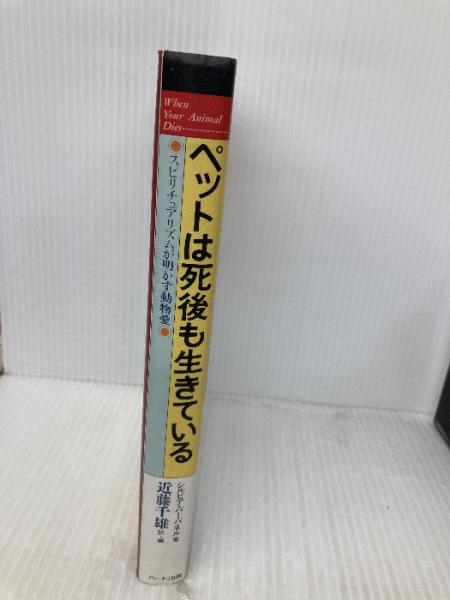 When
Your Animal
Dies............
ペットは死後も生きている
●スピリチュアリズムが明かす動物愛●
シルビア・バーバネル 著
近藤千雄 訳・編
ハート出版